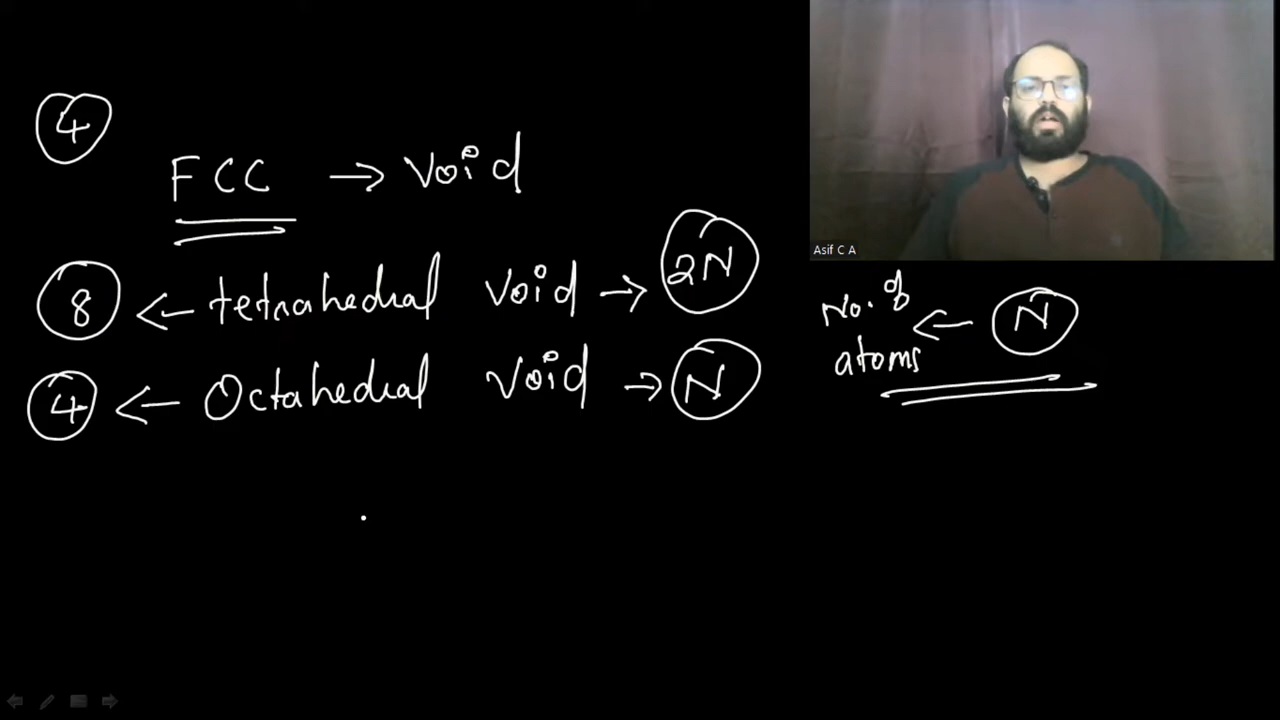 4
FCC → Void
8 ← tetrahedral void → 2N
4 ← Octahedral void → N
Asif C A
No. of atoms ← N